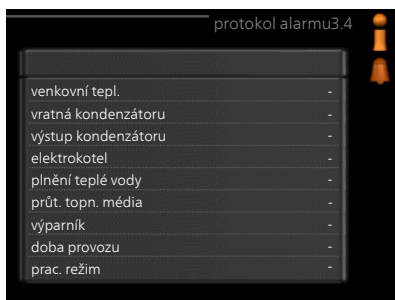 protokol alarmu3.4
venkovní tepl. -
vratná kondenzátoru -
výstup kondenzátoru -
elektrokotel -
plnění teplé vody -
průt. topn. média -
výparník -
doba provozu -
prac. režim -